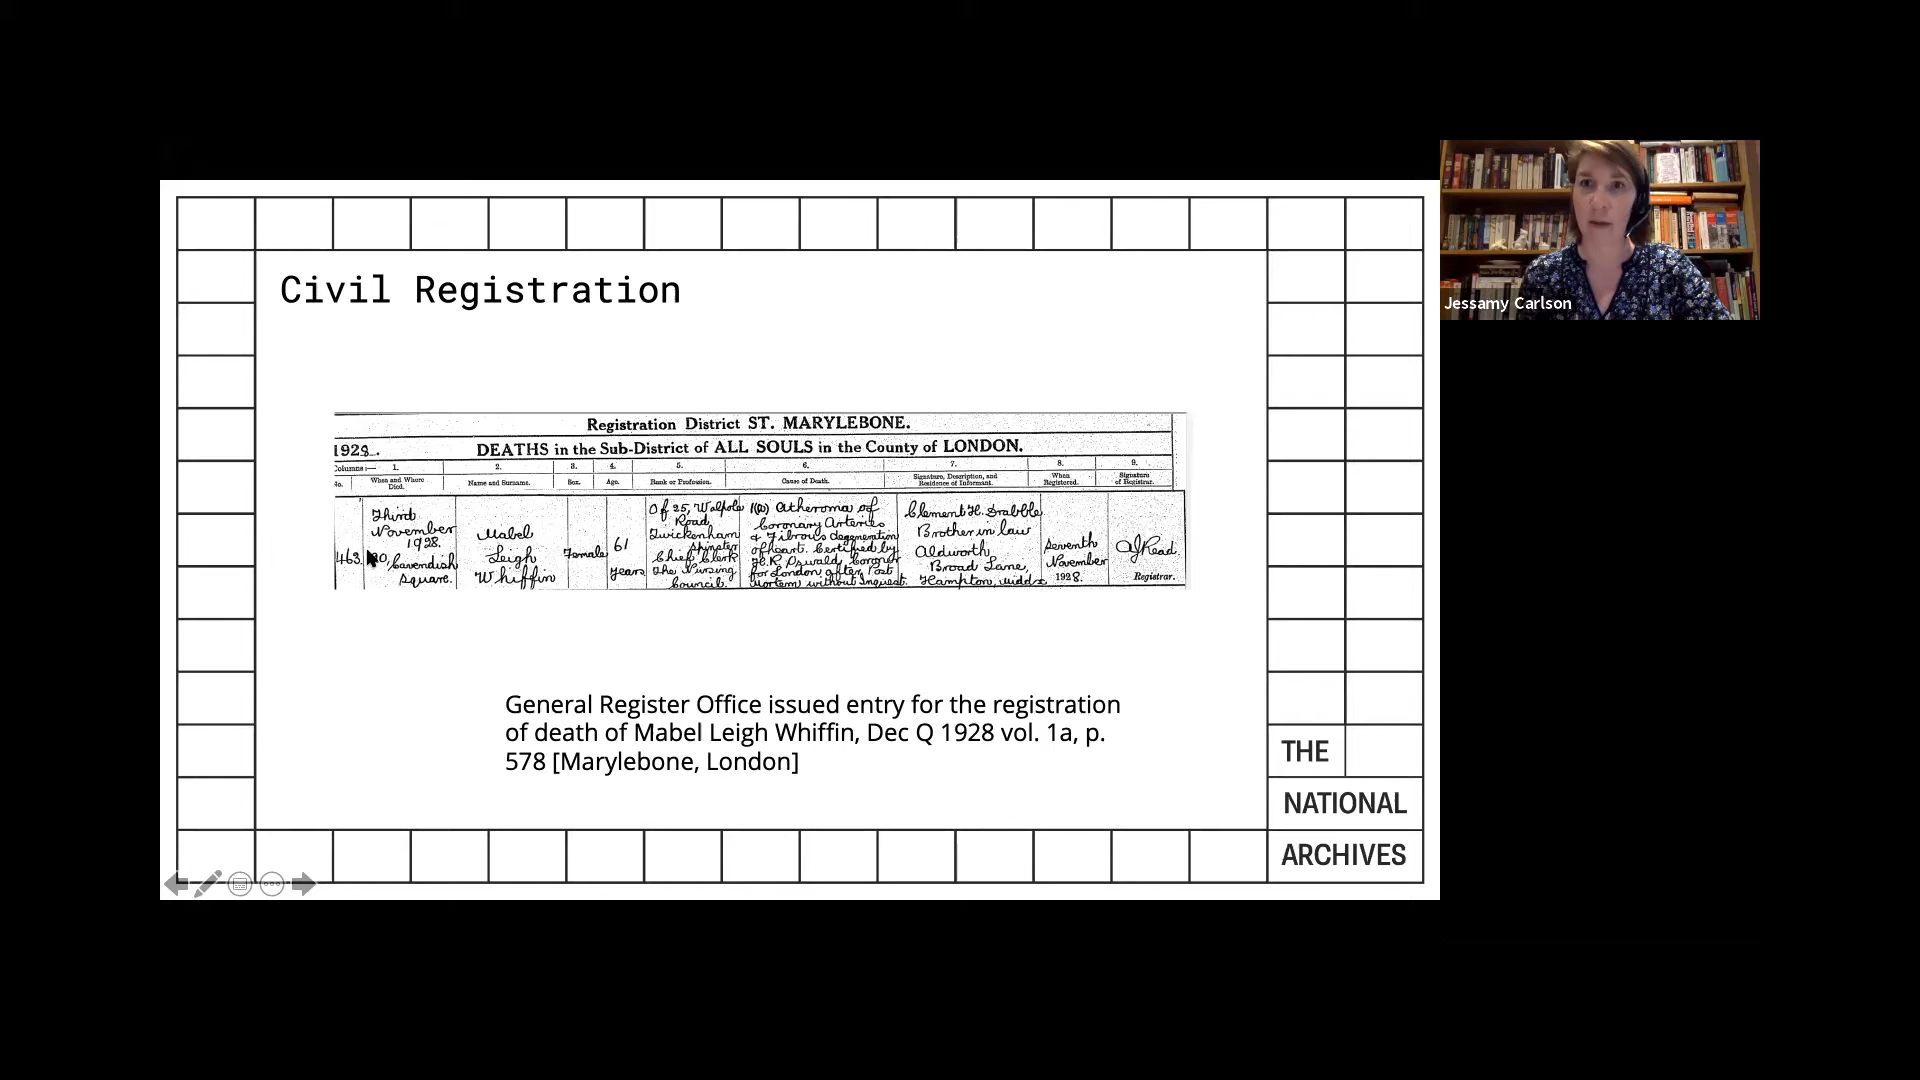 Civil Registration
Registration District ST. MARYLEBONE.
1928. DEATHS in the Sub-District of ALL SOULS in the County of LONDON.
Columns:— 1. 2. 3. 4. 5. 6. 7. 8. 9.
No. When and Where Died. Name and Surname. Sex. Age. Rank or Profession. Cause of Death. Signature, Description, and Residence of Informant. When Registered. Signature of Registrar.
463
Third
November
1928.
Cavendish
Square.
Mabel
Leigh
Whiffin
Female
61
years
Of 25, Walpole
Road,
Twickenham
Spinster
Chief Clerk
The Nursing
Council.
Atheroma of
Coronary Arteries
& Fibrous degeneration
of heart. Certified by
H.R. Oswald, Coroner
for London after Post
Mortem without Inquest.
Clement H. Drabble
Brother in law
Aldworth
Broad Lane,
Hampton, Middx
Seventh
November
1928.
Read.
Registrar.
General Register Office issued entry for the registration
of death of Mabel Leigh Whiffin, Dec Q 1928 vol. 1a, p.
578 [Marylebone, London]
THE
NATIONAL
ARCHIVES
Jessamy Carlson